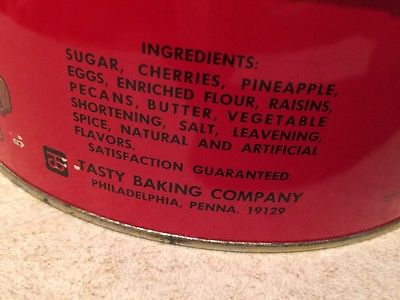 INGREDIENTS:
SUGAR, CHERRIES, PINEAPPLE,
EGGS, ENRICHED FLOUR, RAISINS,
PECANS, BUTTER, VEGETABLE
SHORTENING, SALT, LEAVENING,
SPICE, NATURAL AND ARTIFICIAL
FLAVORS.
SATISFACTION GUARANTEED.
TASTY BAKING COMPANY
PHILADELPHIA, PENNA. 19129